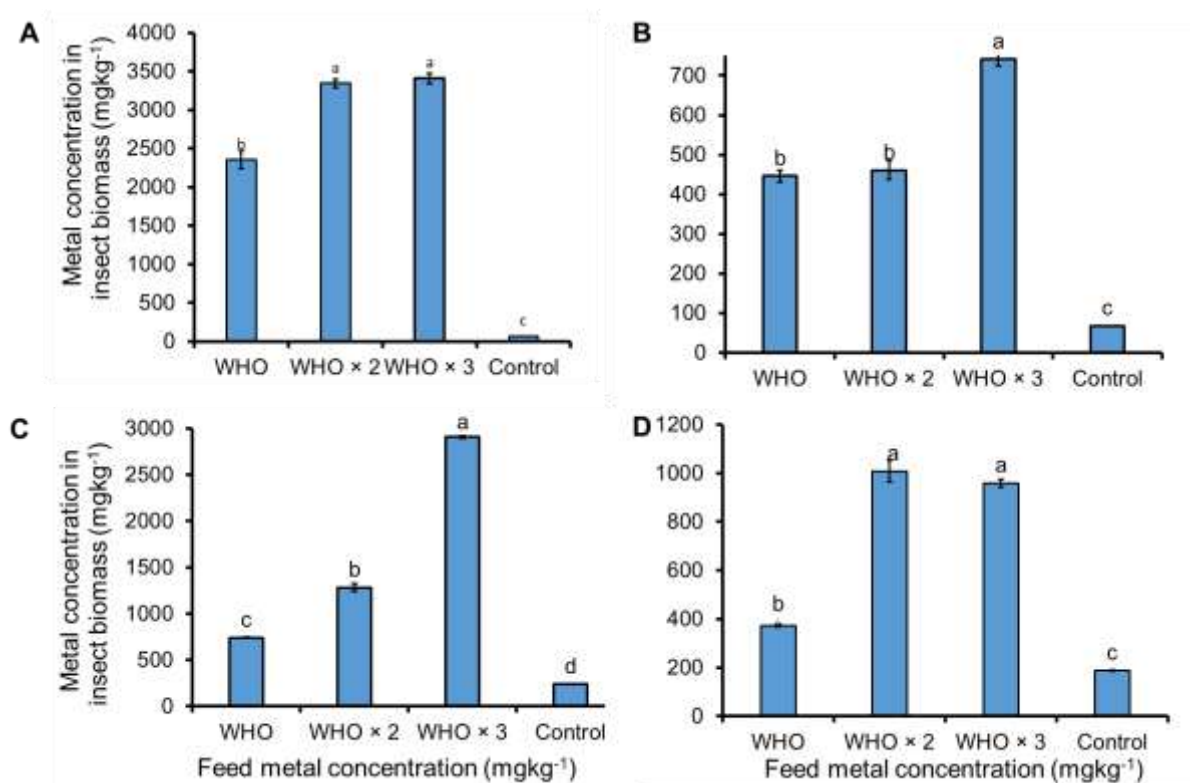 A
Metal concentration in
insect biomass (mgkg-1)
4000
3500
3000
2500
2000
1500
1000
500
0
b
a
a
c
WHO
WHO × 2
WHO × 3
Control
B
700
600
500
400
300
200
100
0
b
b
a
c
WHO
WHO × 2
WHO × 3
Control
C
Metal concentration in
insect biomass (mgkg-1)
3000
2500
2000
1500
1000
500
0
c
b
a
d
WHO
WHO × 2
WHO × 3
Control
Feed metal concentration (mgkg-1)
D
1200
1000
800
600
400
200
0
b
a
a
c
WHO
WHO × 2
WHO × 3
Control
Feed metal concentration (mgkg-1)